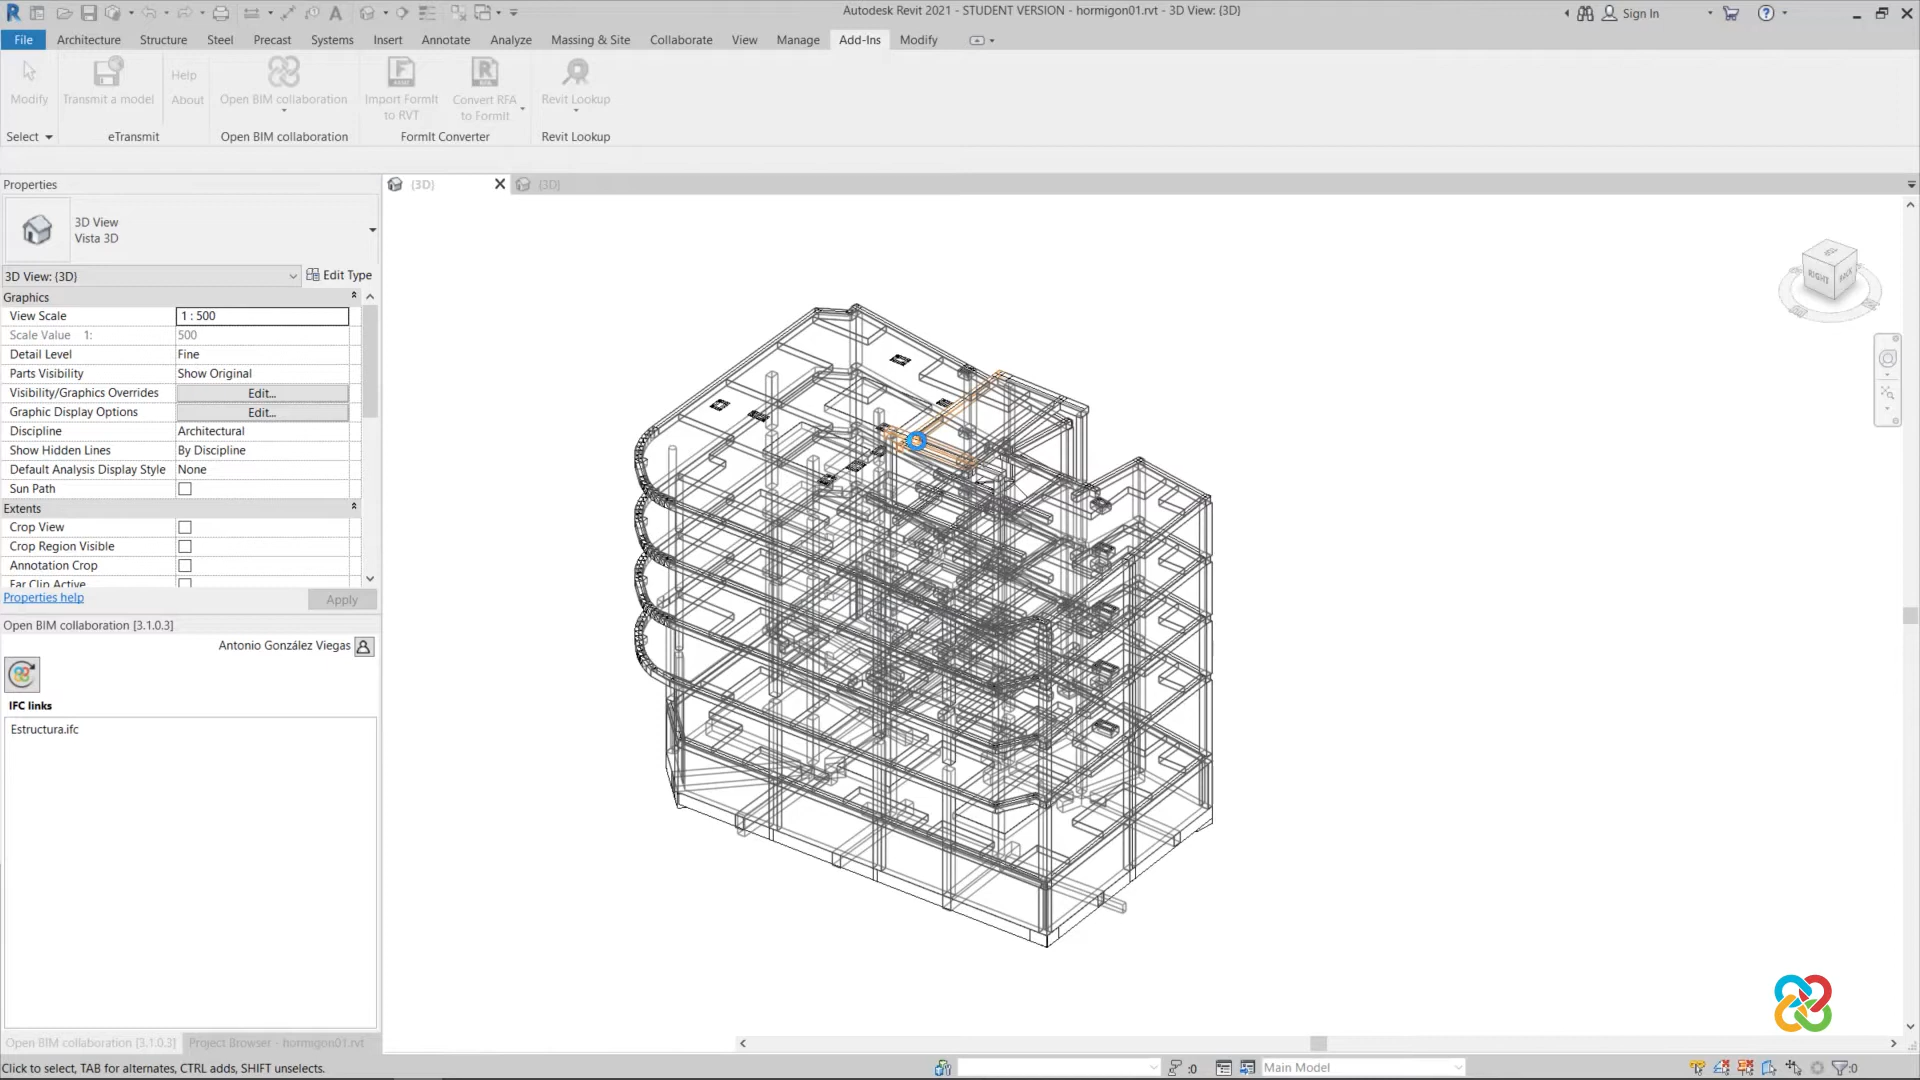 Autodesk Revit 2021 - STUDENT VERSION - hormigon01.rvt - 3D View: {3D}
Sign In
File Architecture Structure Steel Precast Systems Insert Annotate Analyze Massing & Site Collaborate View Manage Add-Ins Modify
Modify
Transmit a model
Help
About
Open BIM collaboration
Import FormIt
to RVT
Convert RFA
to FormIt
Revit Lookup
Select
eTransmit
Open BIM collaboration
FormIt Converter
Revit Lookup
Properties
{3D}
{3D}
3D View
Vista 3D
3D View: {3D}
Edit Type
Graphics
View Scale 1 : 500
Scale Value 1: 500
Detail Level Fine
Parts Visibility Show Original
Visibility/Graphics Overrides Edit...
Graphic Display Options Edit...
Discipline Architectural
Show Hidden Lines By Discipline
Default Analysis Display Style None
Sun Path
Extents
Crop View
Crop Region Visible
Annotation Crop
Far Clip Active
Properties help
Apply
TOP
RIGHT
BACK
Open BIM collaboration [3.1.0.3]
Antonio González Viegas
IFC links
Estructura.ifc
Open BIM collaboration [3.1.0.3]
Project Browser - hormigon01.rvt
Click to select, TAB for alternates, CTRL adds, SHIFT unselects.
:0
Main Model
:0